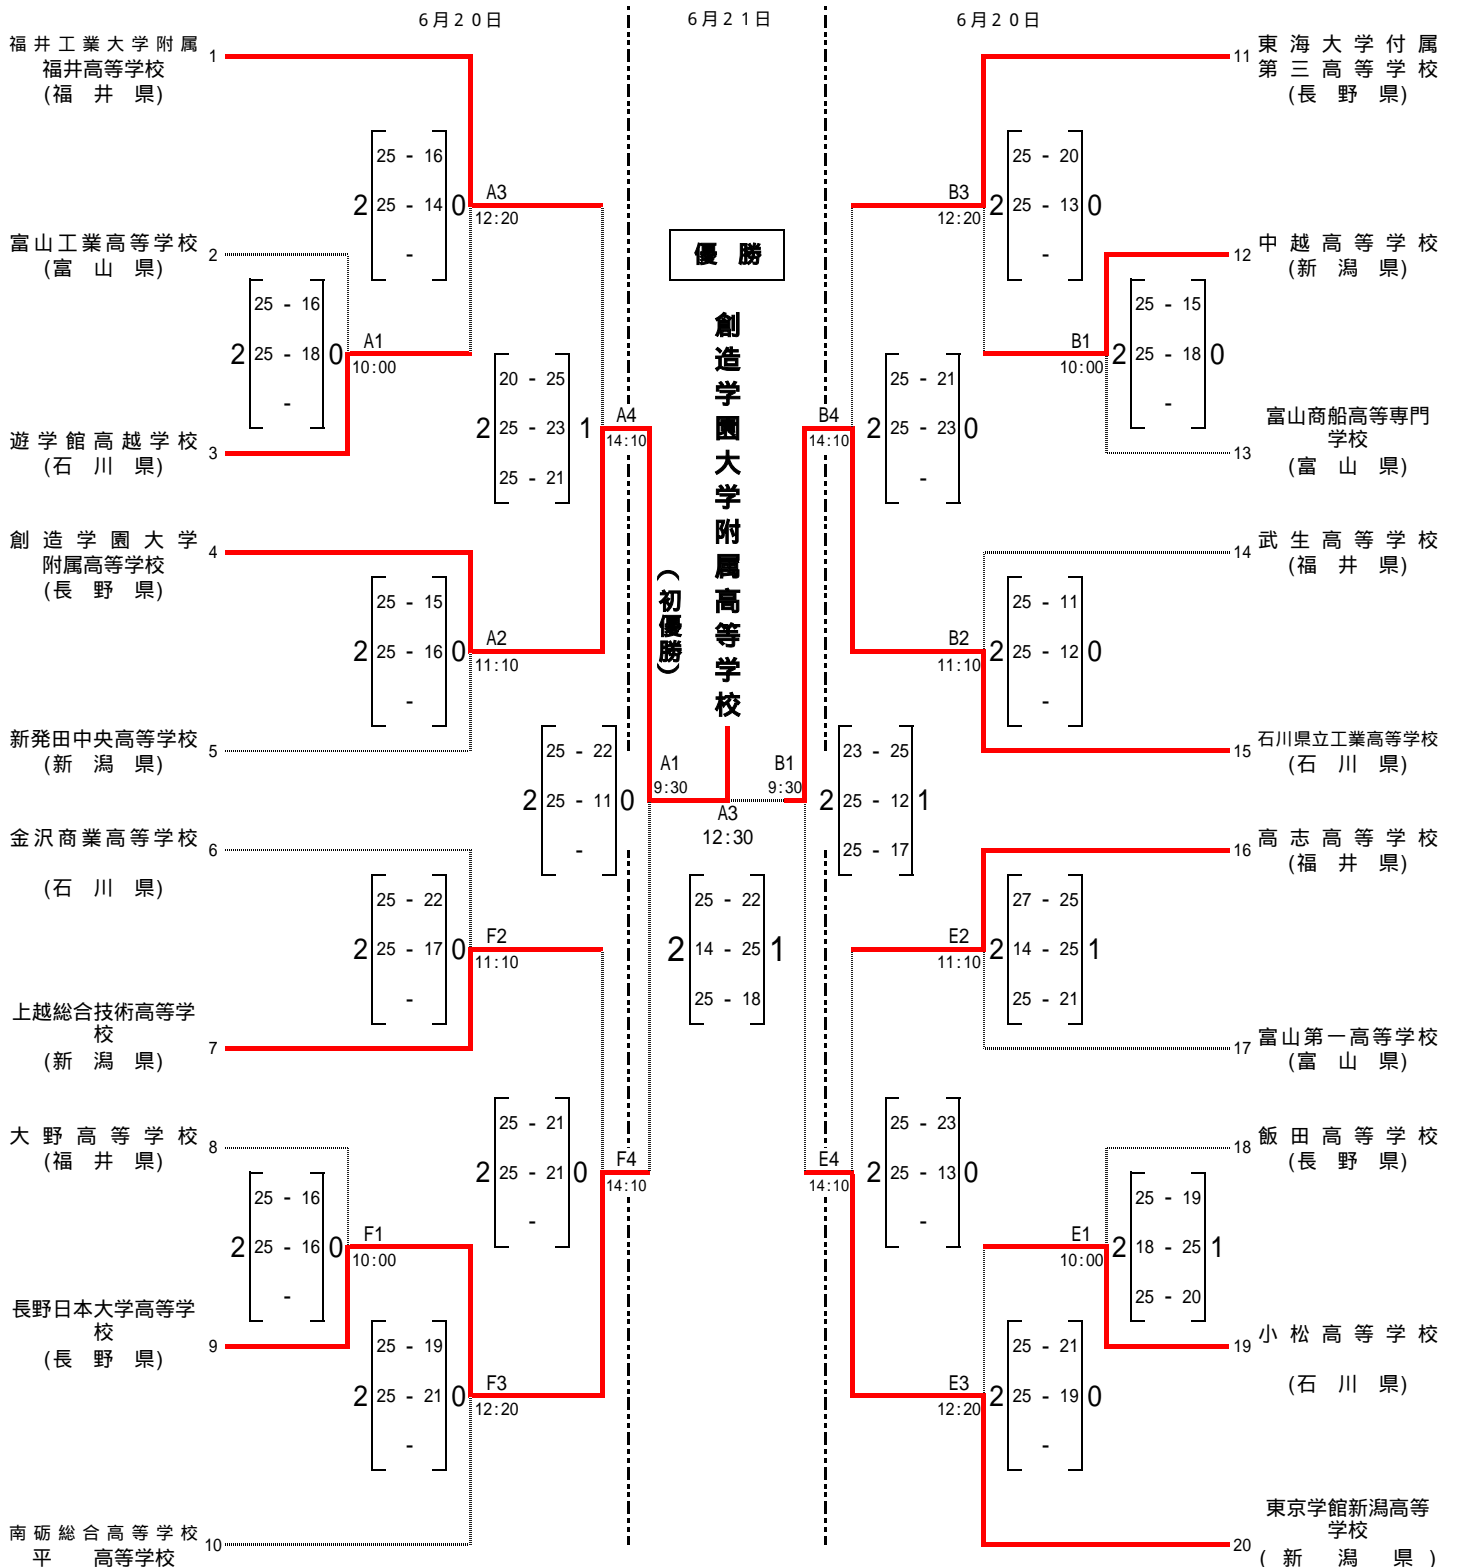 6月20日
6月21日
6月20日
福井工業大学附属
福井高等学校
(福井県)
1
富山工業高等学校
(富山県)
2
遊学館高越学校
(石川県)
3
創造学園大学
附属高等学校
(長野県)
4
新発田中央高等学校
(新潟県)
5
金沢商業高等学校
(石川県)
6
上越総合技術高等学
校
(新潟県)
7
大野高等学校
(福井県)
8
長野日本大学高等学
校
(長野県)
9
南砺総合高等学校
平 高等学校
10
25 - 16
2 25 - 14 0
-
A3
12:20
25 - 16
2 25 - 18 0
-
A1
10:00
20 - 25
2 25 - 23 1
25 - 21
A4
14:10
25 - 15
2 25 - 16 0
-
A2
11:10
25 - 22
2 25 - 11 0
-
A1
9:30
25 - 22
2 25 - 17 0
-
F2
11:10
25 - 21
2 25 - 21 0
-
F4
14:10
25 - 16
2 25 - 16 0
-
F1
10:00
25 - 19
2 25 - 21 0
-
F3
12:20
優勝
創造学園大学附属高等学校
(初優勝)
A3
12:30
25 - 22
2 14 - 25 1
25 - 18
B3
12:20
25 - 20
2 25 - 13 0
-
B1
10:00
25 - 15
2 25 - 18 0
-
B4
14:10
25 - 21
2 25 - 23 0
-
B2
11:10
25 - 11
2 25 - 12 0
-
B1
9:30
23 - 25
2 25 - 12 1
25 - 17
E2
11:10
27 - 25
2 14 - 25 1
25 - 21
E4
14:10
25 - 23
2 25 - 13 0
-
E1
10:00
25 - 19
2 18 - 25 1
25 - 20
E3
12:20
25 - 21
2 25 - 19 0
-
11
東海大学付属
第三高等学校
(長野県)
12
中越高等学校
(新潟県)
13
富山商船高等専門
学校
(富山県)
14
武生高等学校
(福井県)
15
石川県立工業高等学校
(石川県)
16
高志高等学校
(福井県)
17
富山第一高等学校
(富山県)
18
飯田高等学校
(長野県)
19
小松高等学校
(石川県)
20
東京学館新潟高等
学校
(新潟県)